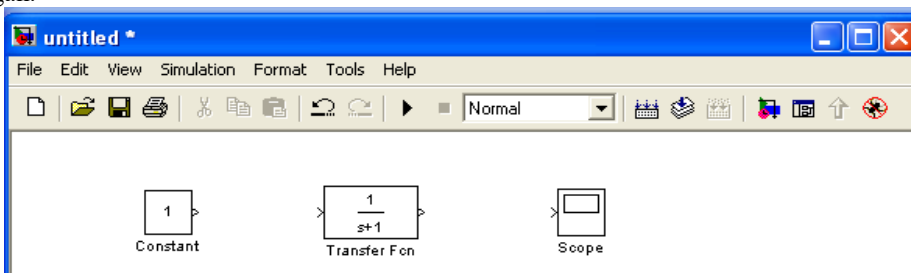 untitled *
File Edit View Simulation Format Tools Help
Normal
1
1
s+1
Constant
Transfer Fcn
Scope